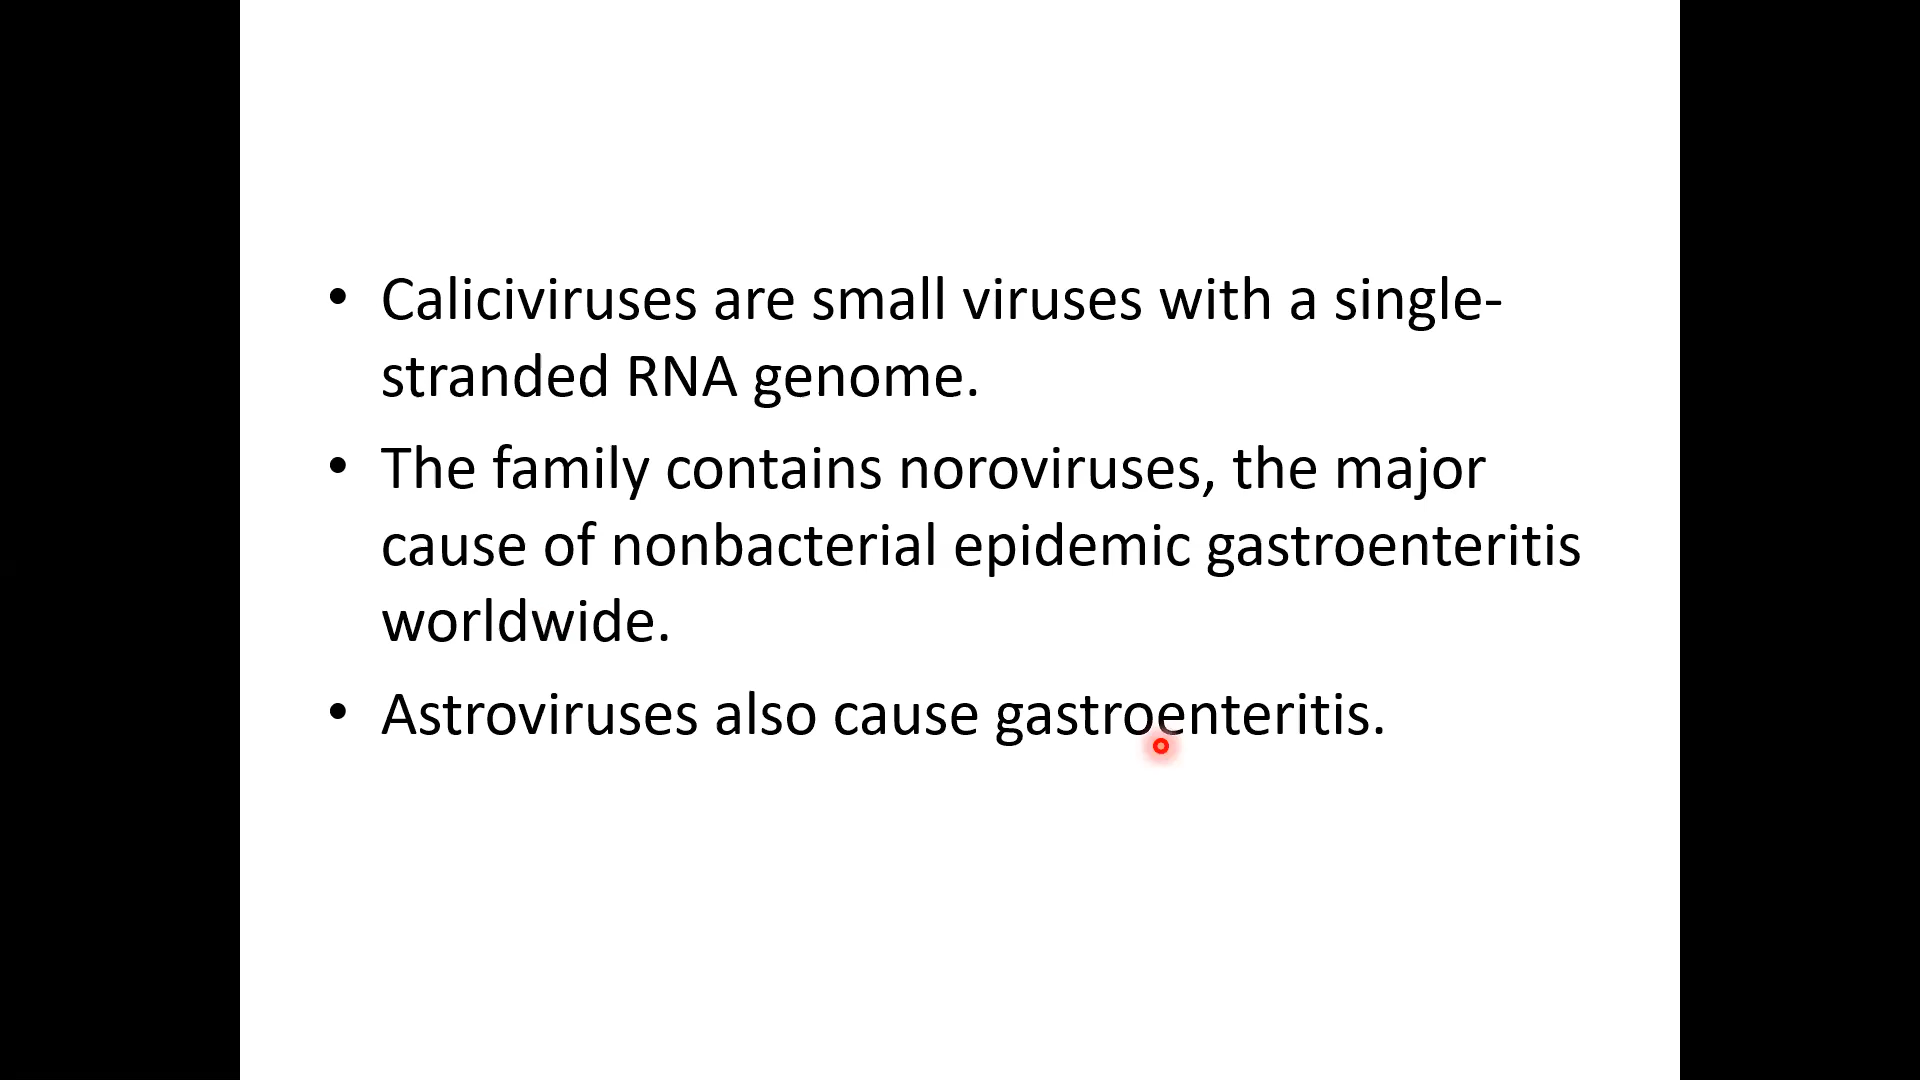 • Caliciviruses are small viruses with a single-
stranded RNA genome.
• The family contains noroviruses, the major
cause of nonbacterial epidemic gastroenteritis
worldwide.
• Astroviruses also cause gastroenteritis.